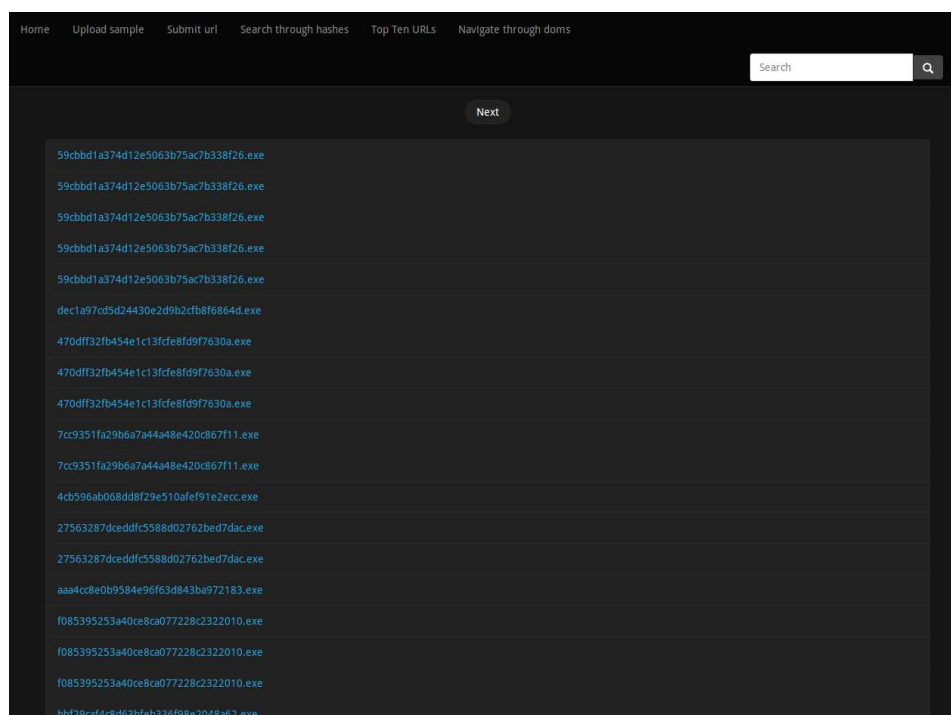 Home Upload sample Submit url Search through hashes Top Ten URLs Navigate through doms
Search
Next
59cbbd1a374d12e5063b75ac7b338f26.exe
59cbbd1a374d12e5063b75ac7b338f26.exe
59cbbd1a374d12e5063b75ac7b338f26.exe
59cbbd1a374d12e5063b75ac7b338f26.exe
59cbbd1a374d12e5063b75ac7b338f26.exe
dec1a97cd5d24430e2d9b2cfb8f6864d.exe
470dff32fb454e1c13fcfe8fd9f7630a.exe
470dff32fb454e1c13fcfe8fd9f7630a.exe
470dff32fb454e1c13fcfe8fd9f7630a.exe
7cc9351fa29b6a7a44a48e420c867f11.exe
7cc9351fa29b6a7a44a48e420c867f11.exe
4cb596ab068dd8f29e510afef91e2ecc.exe
27563287dceddfc5588d02762bed7dac.exe
27563287dceddfc5588d02762bed7dac.exe
aaa4cc8e0b9584e96f63d843ba972183.exe
f085395253a40ce8ca077228c2322010.exe
f085395253a40ce8ca077228c2322010.exe
f085395253a40ce8ca077228c2322010.exe